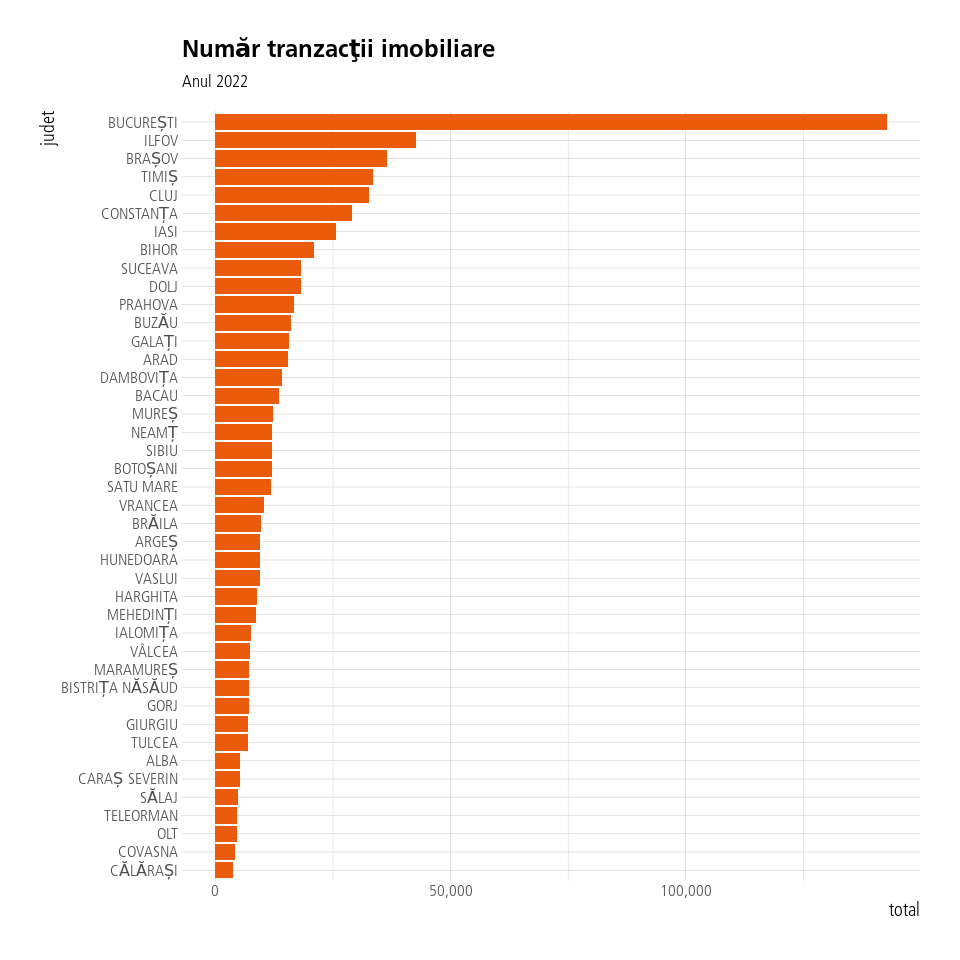 Număr tranzacţii imobiliare
Anul 2022
judet
BUCUREȘTI
ILFOV
BRAȘOV
TIMIȘ
CLUJ
CONSTANȚA
IASI
BIHOR
SUCEAVA
DOLJ
PRAHOVA
BUZĂU
GALAȚI
ARAD
DAMBOVIȚA
BACAU
MUREȘ
NEAMȚ
SIBIU
BOTOȘANI
SATU MARE
VRANCEA
BRĂILA
ARGEȘ
HUNEDOARA
VASLUI
HARGHITA
MEHEDINȚI
IALOMIȚA
VÂLCEA
MARAMUREȘ
BISTRIȚA NĂSĂUD
GORJ
GIURGIU
TULCEA
ALBA
CARAȘ SEVERIN
SĂLAJ
TELEORMAN
OLT
COVASNA
CĂLĂRAȘI
0 50,000 100,000
total